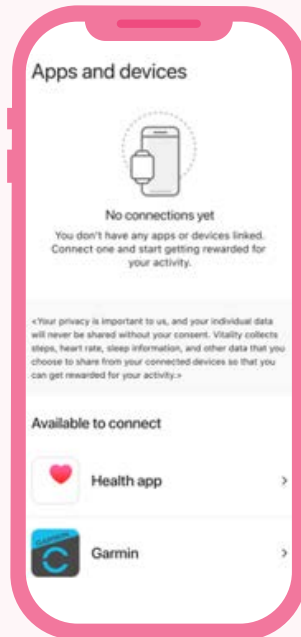 Apps and devices
No connections yet
You don't have any apps or devices linked.
Connect one and start getting rewarded for
your activity.
<Your privacy is important to us, and your individual data
will never be shared without your consent. Vitality collects
steps, heart rate, sleep information, and other data that you
choose to share from your connected devices so that you
can get rewarded for your activity.>
Available to connect
Health app
GARMIN
Garmin